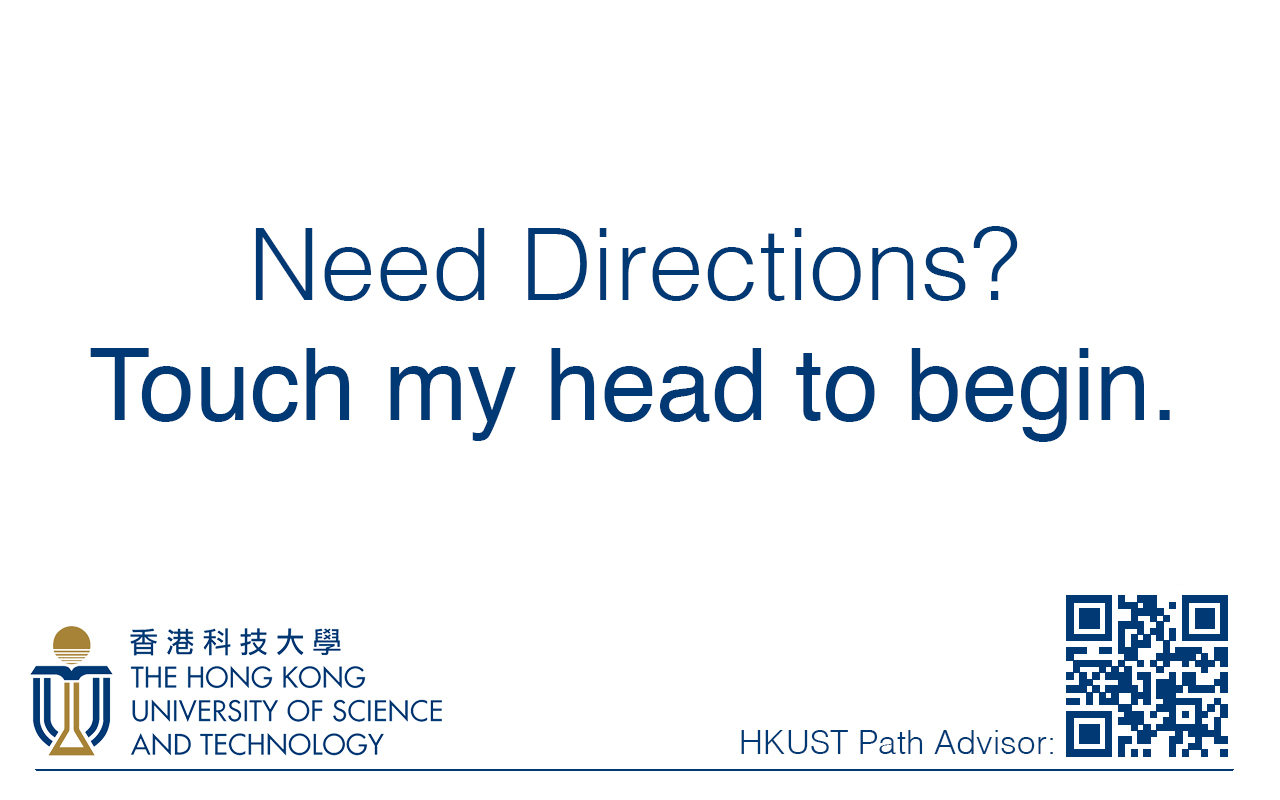 Need Directions?
Touch my head to begin.
香港科技大學
THE HONG KONG
UNIVERSITY OF SCIENCE
AND TECHNOLOGY
HKUST Path Advisor: